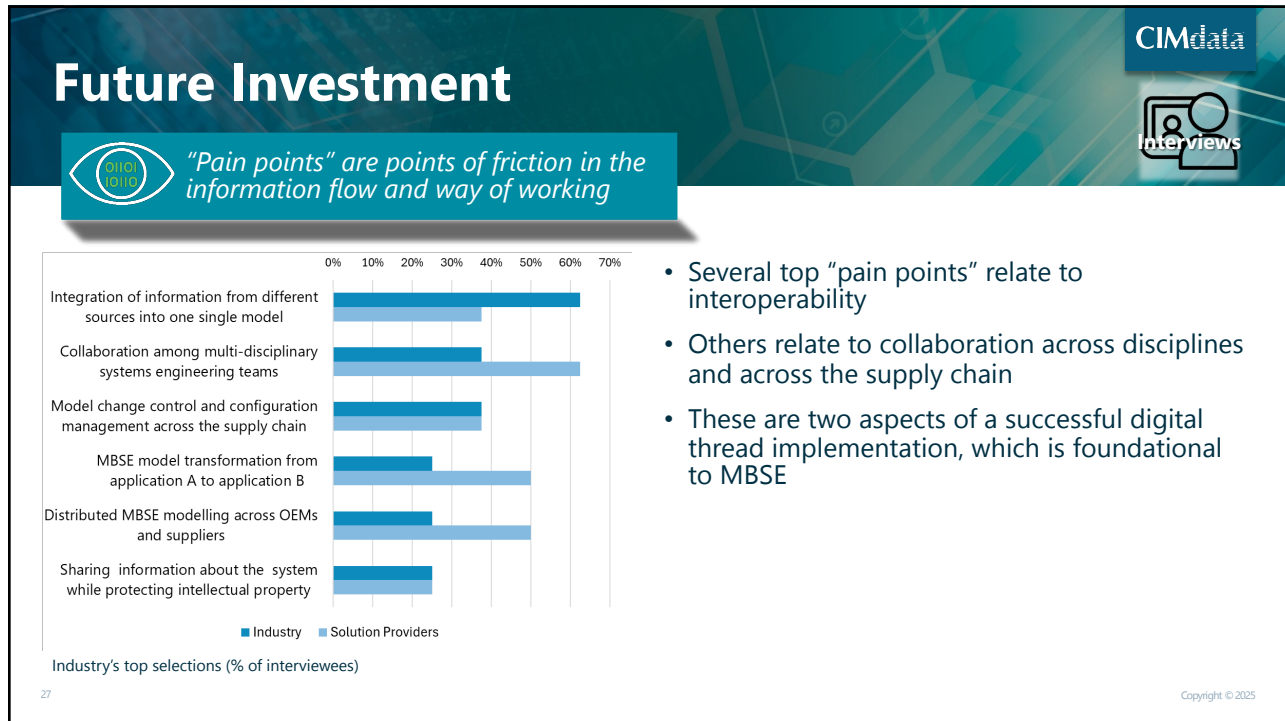 CIMdata
Future Investment
Interviews
01101
10110
“Pain points” are points of friction in the
information flow and way of working
0% 10% 20% 30% 40% 50% 60% 70%
Integration of information from different
sources into one single model
Collaboration among multi-disciplinary
systems engineering teams
Model change control and configuration
management across the supply chain
MBSE model transformation from
application A to application B
Distributed MBSE modelling across OEMs
and suppliers
Sharing information about the system
while protecting intellectual property
Industry Solution Providers
Industry’s top selections (% of interviewees)
• Several top “pain points” relate to
interoperability
• Others relate to collaboration across disciplines
and across the supply chain
• These are two aspects of a successful digital
thread implementation, which is foundational
to MBSE
27
Copyright © 2025